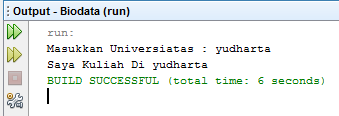 Output - Biodata (run)
run:
Masukkan Universiatas : yudharta
Saya Kuliah Di yudharta
BUILD SUCCESSFUL (total time: 6 seconds)